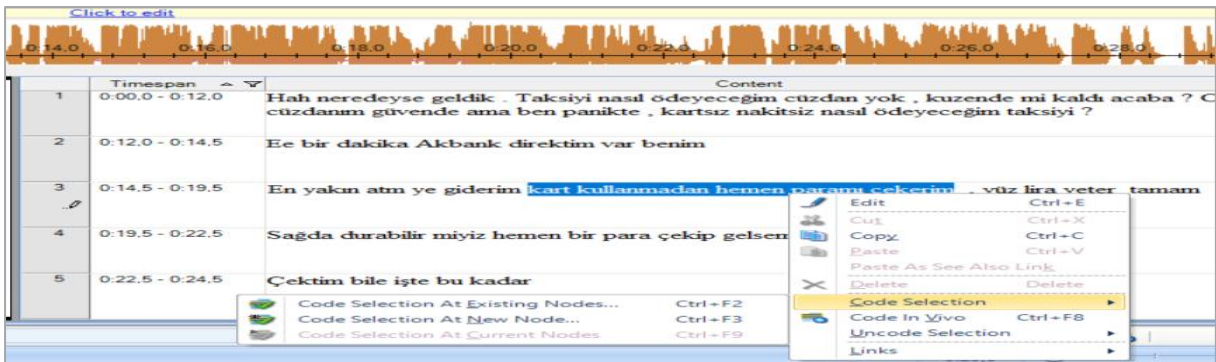 Click to edit
0:14,0 0:16,0 0:18,0 0:20,0 0:22,0 0:24,0 0:26,0 0:28,0
Timespan Content
1 0:00,0 - 0:12,0 Hah neredeyse geldik . Taksiyi nasıl ödeyeceğim cüzdan yok , kuzende mi kaldı acaba ?
cüzdanım güvende ama ben panikte , kartsız nakitsiz nasıl ödeyeceğim taksiyi ?
2 0:12,0 - 0:14,5 Ee bir dakika Akbank direktim var benim
3 0:14,5 - 0:19,5 En yakın atm ye giderim kart kullanmadan hemen paramı çekerim , yüz lira yeter tamam
4 0:19,5 - 0:22,5 Sağda durabilir miyiz hemen bir para çekip gelsem
5 0:22,5 - 0:24,5 Çektim bile işte bu kadar
Edit Ctrl+E
Cut Ctrl+X
Copy Ctrl+C
Paste Ctrl+V
Paste As See Also Link
Delete Delete
Code Selection
Code In Vivo Ctrl+F8
Uncode Selection
Links
Code Selection At Existing Nodes... Ctrl+F2
Code Selection At New Node... Ctrl+F3
Code Selection At Current Nodes Ctrl+F9